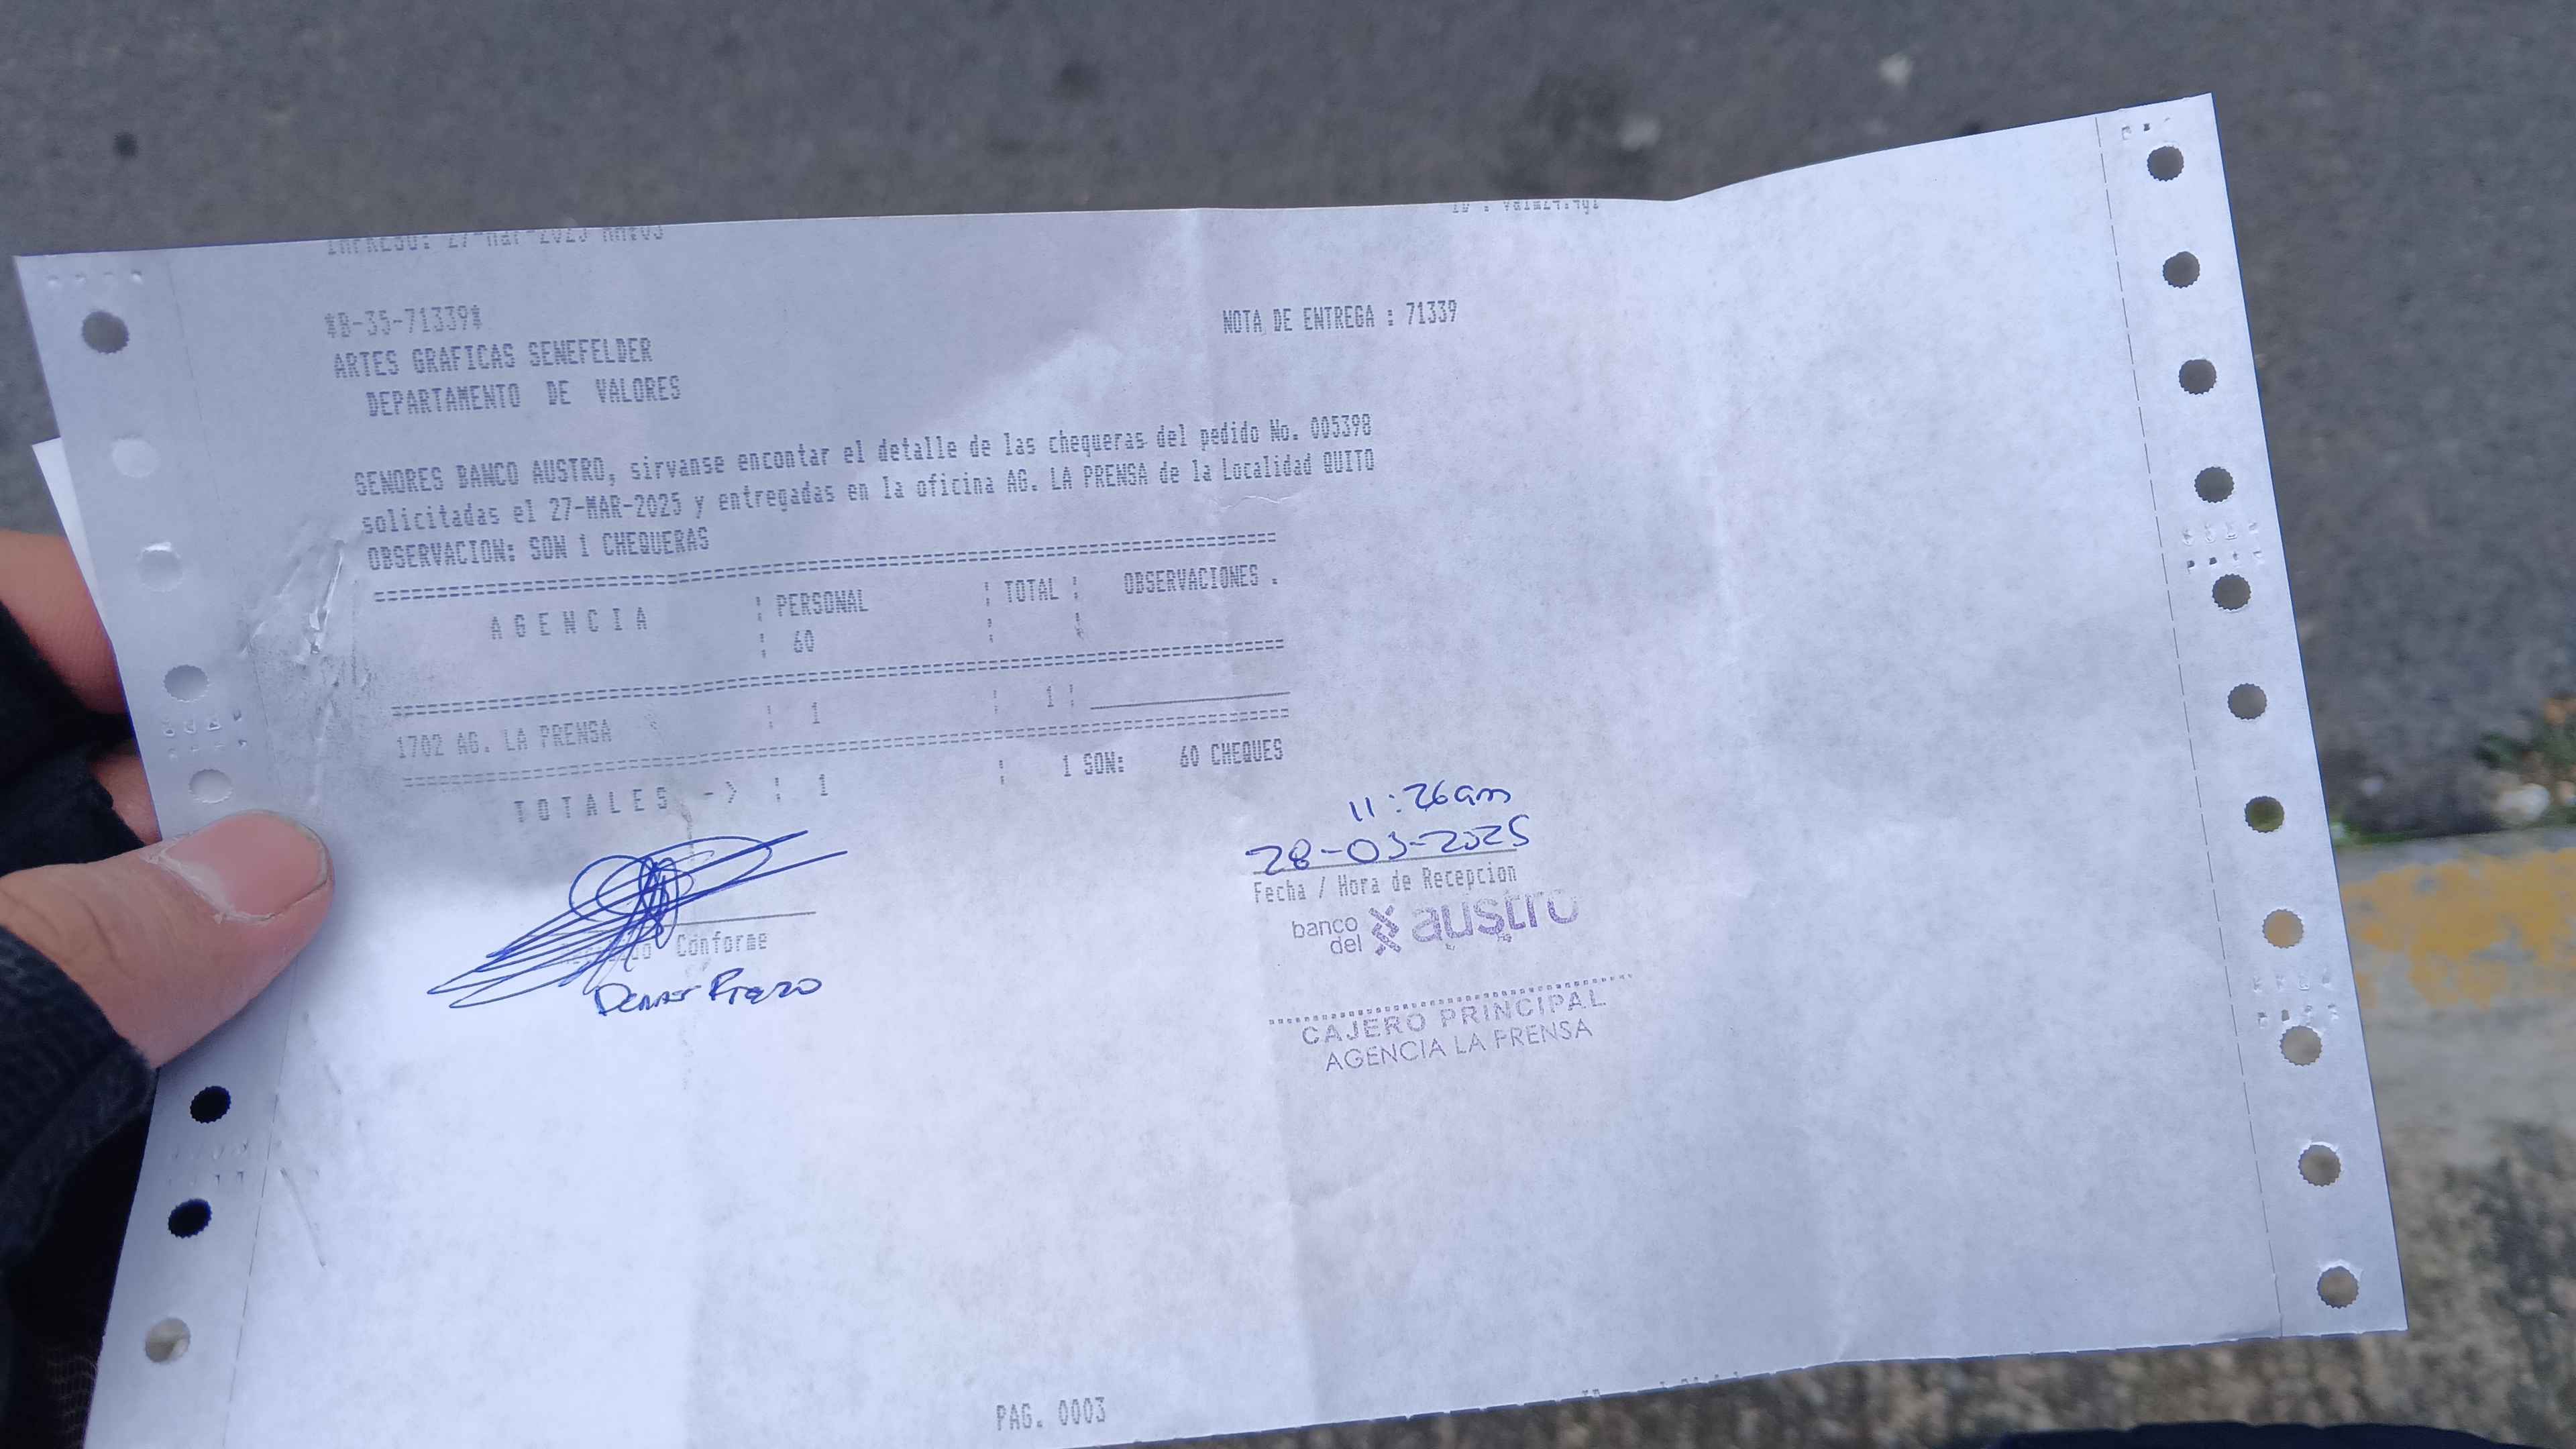 IMPRESO: 27-Mar-2025
*B-35-71339*
NOTA DE ENTREGA : 71339
ARTES GRAFICAS SENEFELDER
DEPARTAMENTO DE VALORES
SENORES BANCO AUSTRO, sirvanse encontar el detalle de las chequeras del pedido No. 005398
solicitadas el 27-MAR-2025 y entregadas en la oficina AG. LA PRENSA de la Localidad QUITO
OBSERVACION: SON 1 CHEQUERAS
A G E N C I A | PERSONAL | TOTAL | OBSERVACIONES .
| 60 | |
1702 AG. LA PRENSA | 1 | 1 |
T O T A L E S -> | 1 | 1 SON: 60 CHEQUES
11:26am
28-03-2025
Fecha / Hora de Recepcion
Conforme
banco del austro
CAJERO PRINCIPAL
AGENCIA LA PRENSA
PAG. 0003